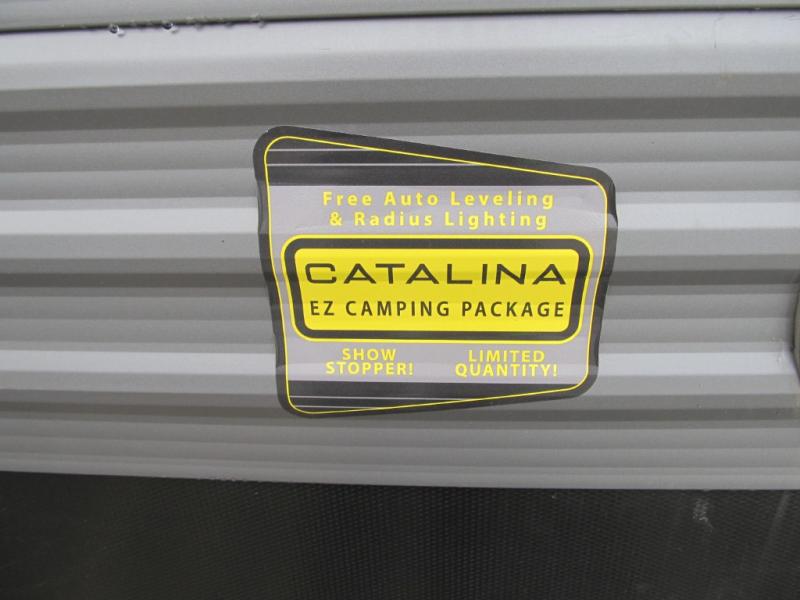 Free Auto Leveling
& Radius Lighting
CATALINA
EZ CAMPING PACKAGE
SHOW
STOPPER!
LIMITED
QUANTITY!